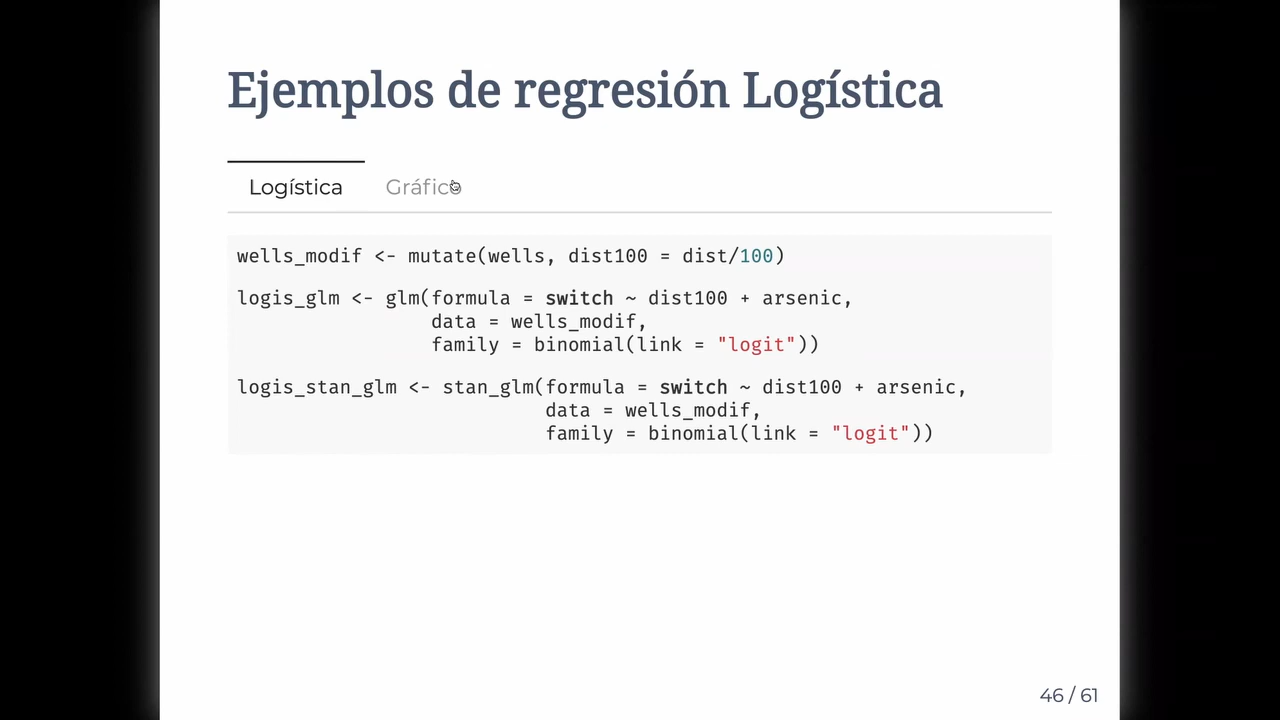 Ejemplos de regresión Logística
Logística Gráfico
wells_modif <- mutate(wells, dist100 = dist/100)
logis_glm <- glm(formula = switch ~ dist100 + arsenic,
data = wells_modif,
family = binomial(link = "logit"))
logis_stan_glm <- stan_glm(formula = switch ~ dist100 + arsenic,
data = wells_modif,
family = binomial(link = "logit"))
46 / 61